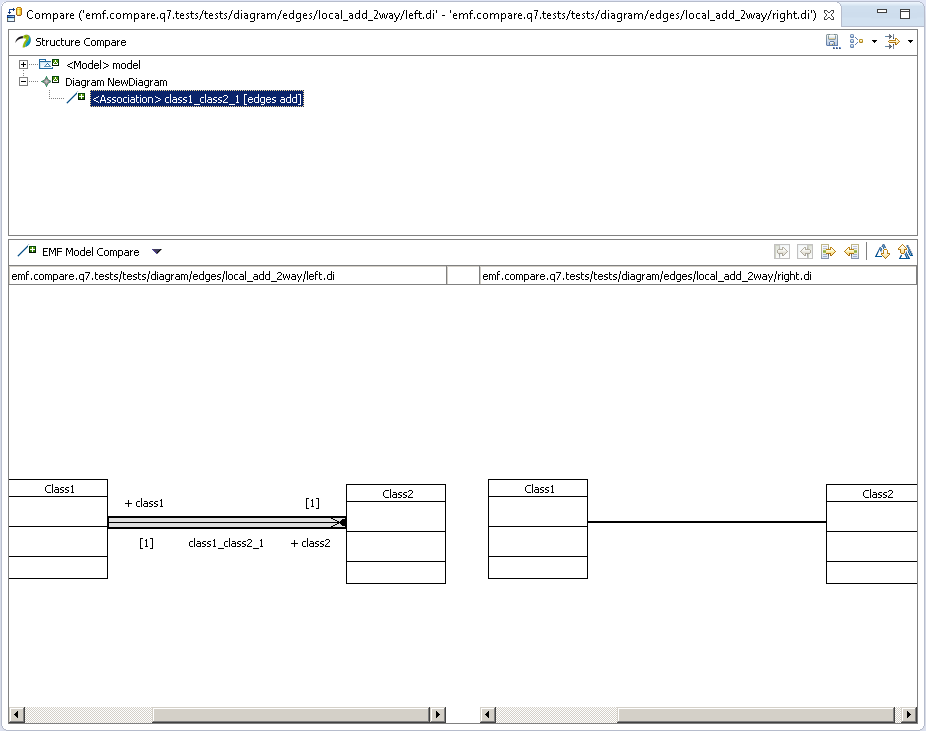 Compare ('emf.compare.q7.tests/tests/diagram/edges/local_add_2way/left.di' - 'emf.compare.q7.tests/tests/diagram/edges/local_add_2way/right.di')
Structure Compare
<Model> model
Diagram NewDiagram
<Association> class1_class2_1 [edges add]
EMF Model Compare
emf.compare.q7.tests/tests/diagram/edges/local_add_2way/left.di
emf.compare.q7.tests/tests/diagram/edges/local_add_2way/right.di
Class1
+ class1
[1]
Class2
[1]
class1_class2_1
+ class2
Class1
Class2